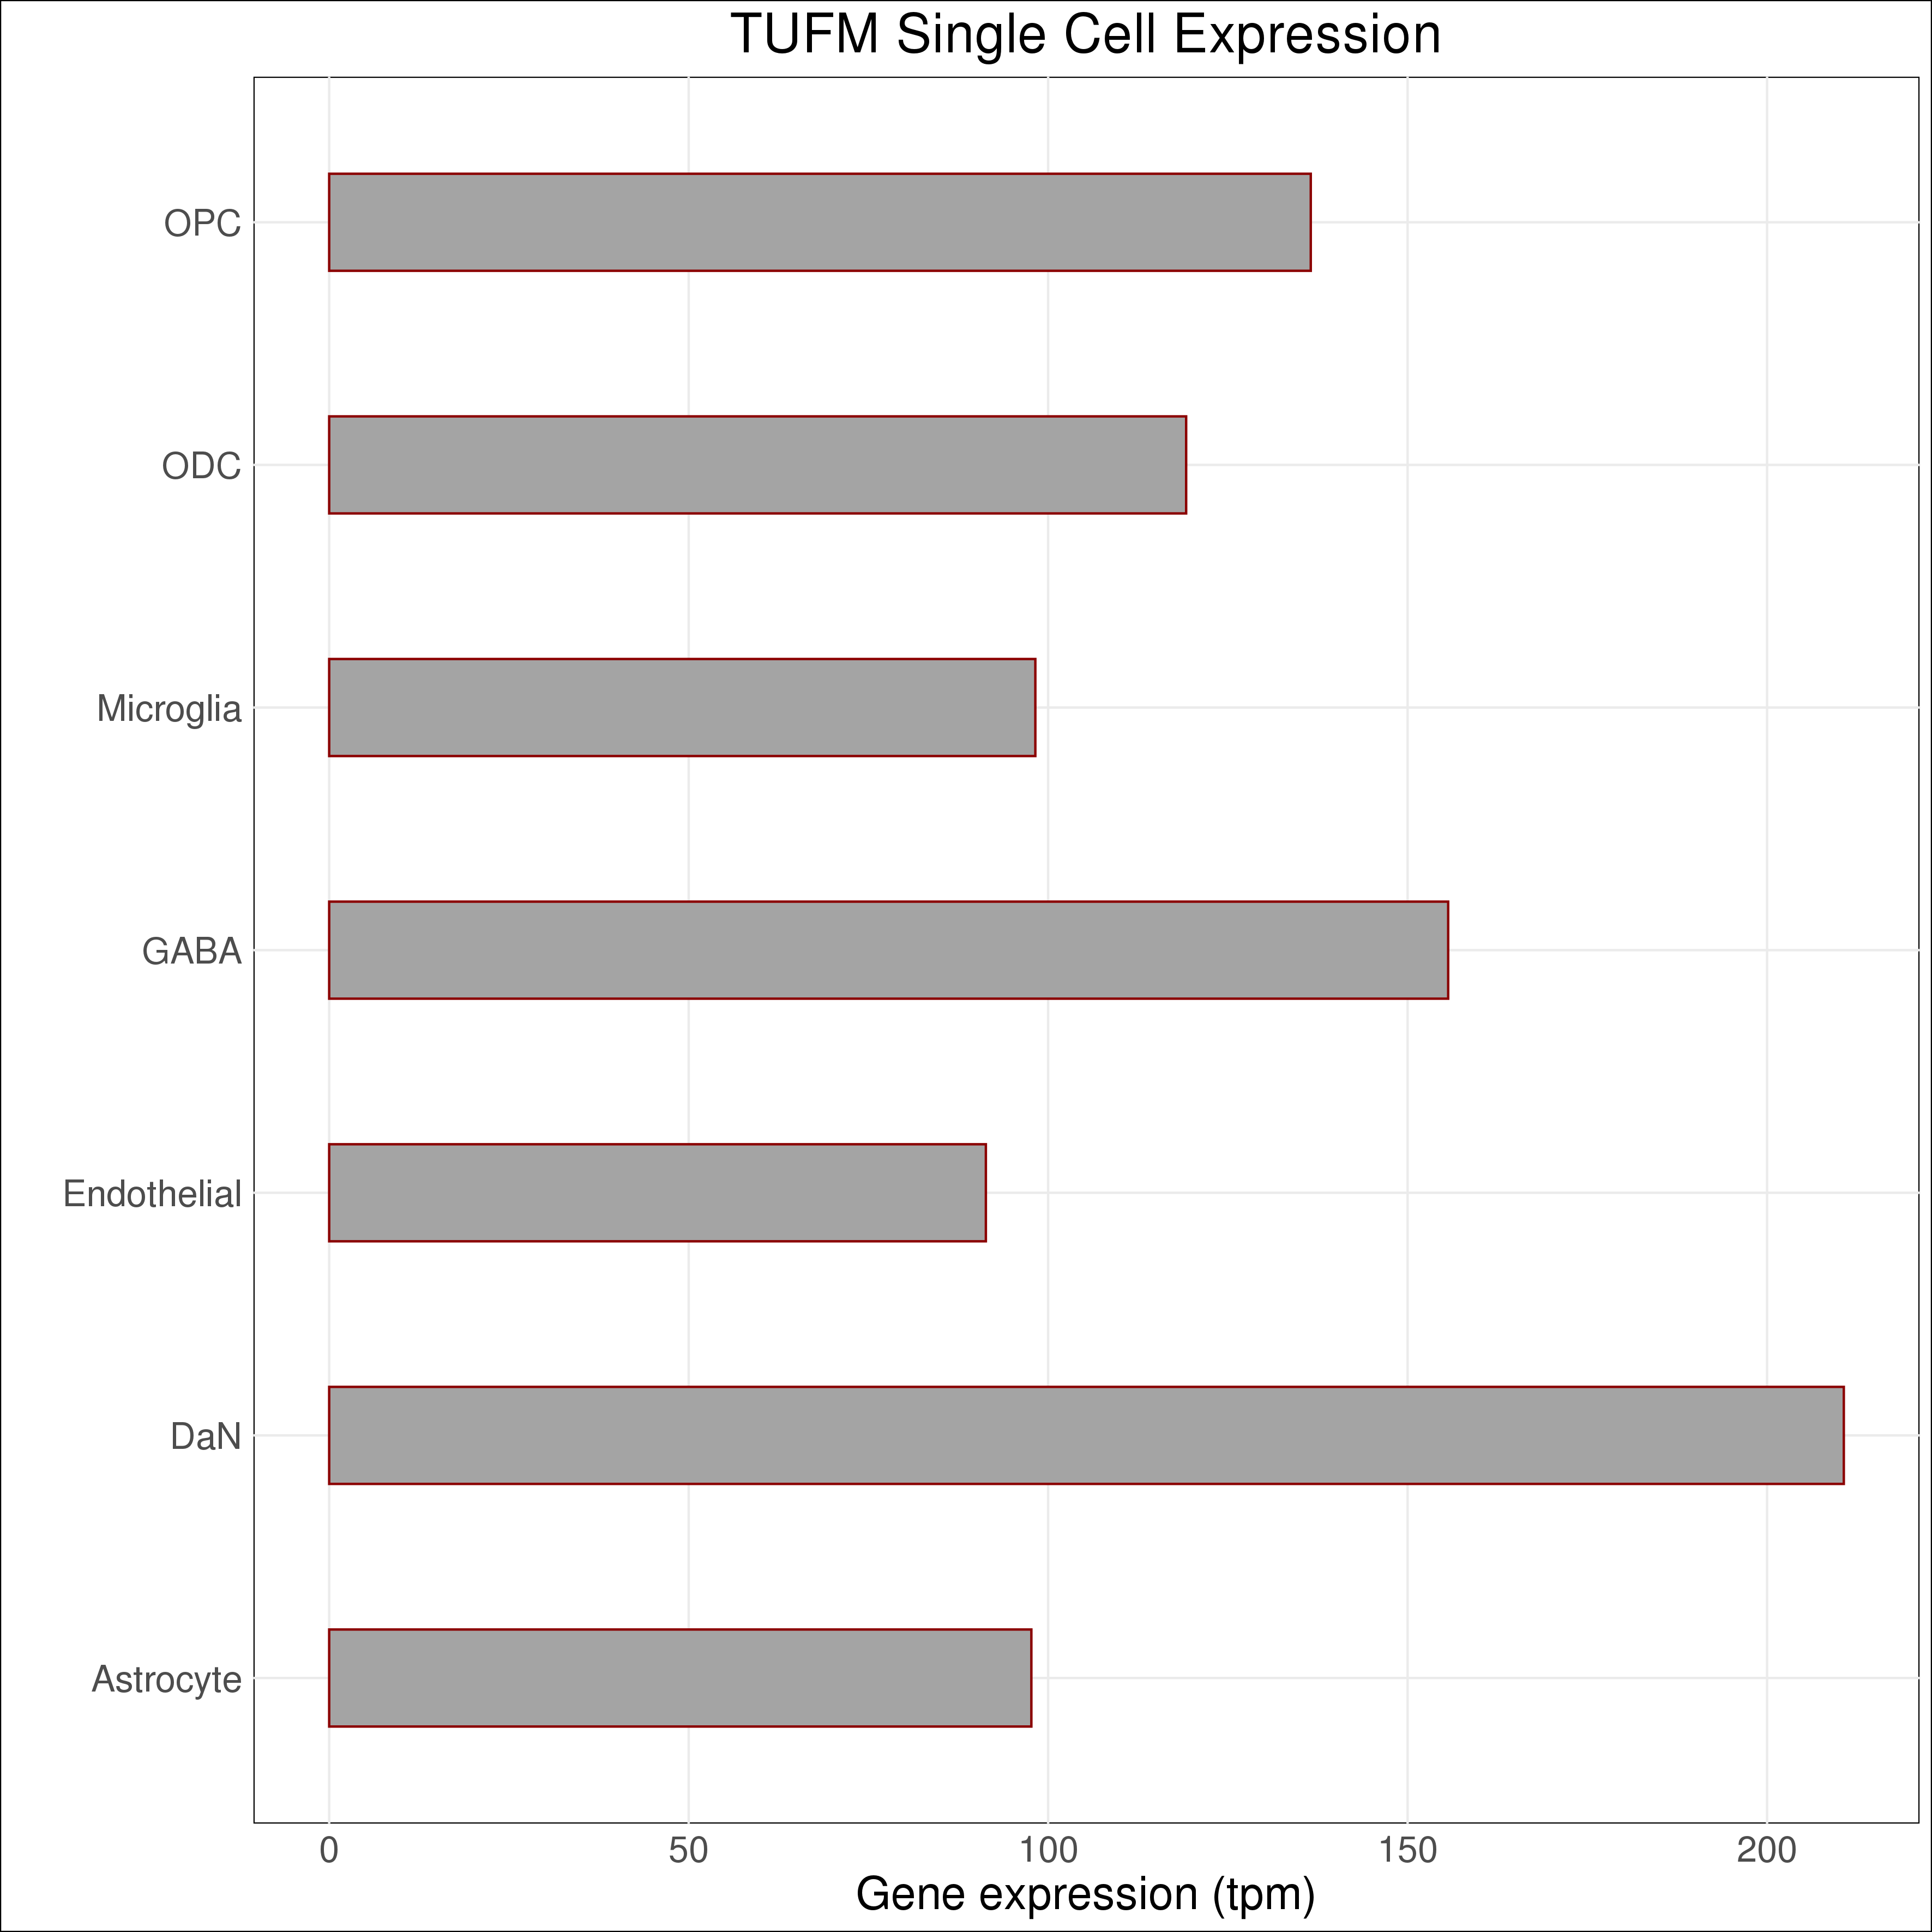 TUFM Single Cell Expression
OPC
ODC
Microglia
GABA
Endothelial
DaN
Astrocyte
0 50 100 150 200
Gene expression (tpm)